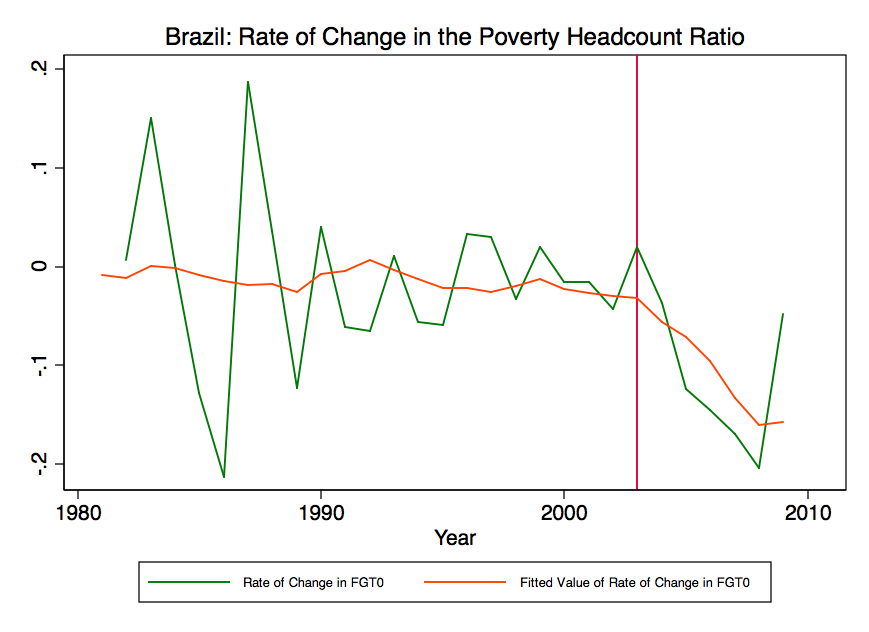 Brazil: Rate of Change in the Poverty Headcount Ratio
.2
.1
0
-.1
-.2
1980 1990 2000 2010
Year
Rate of Change in FGT0 Fitted Value of Rate of Change in FGT0